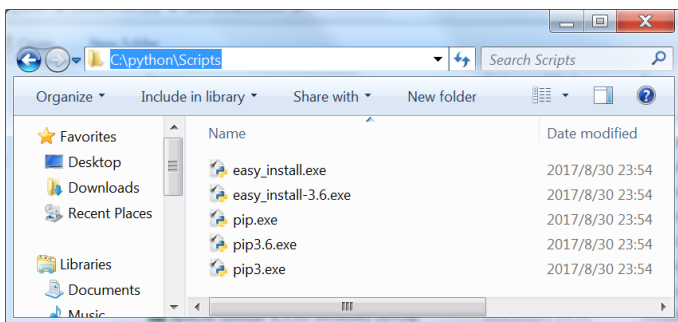 C:\python\Scripts
Search Scripts
Organize Include in library Share with New folder
Favorites
Desktop
Downloads
Recent Places
Libraries
Documents
Music
Name Date modified
easy_install.exe 2017/8/30 23:54
easy_install-3.6.exe 2017/8/30 23:54
pip.exe 2017/8/30 23:54
pip3.6.exe 2017/8/30 23:54
pip3.exe 2017/8/30 23:54